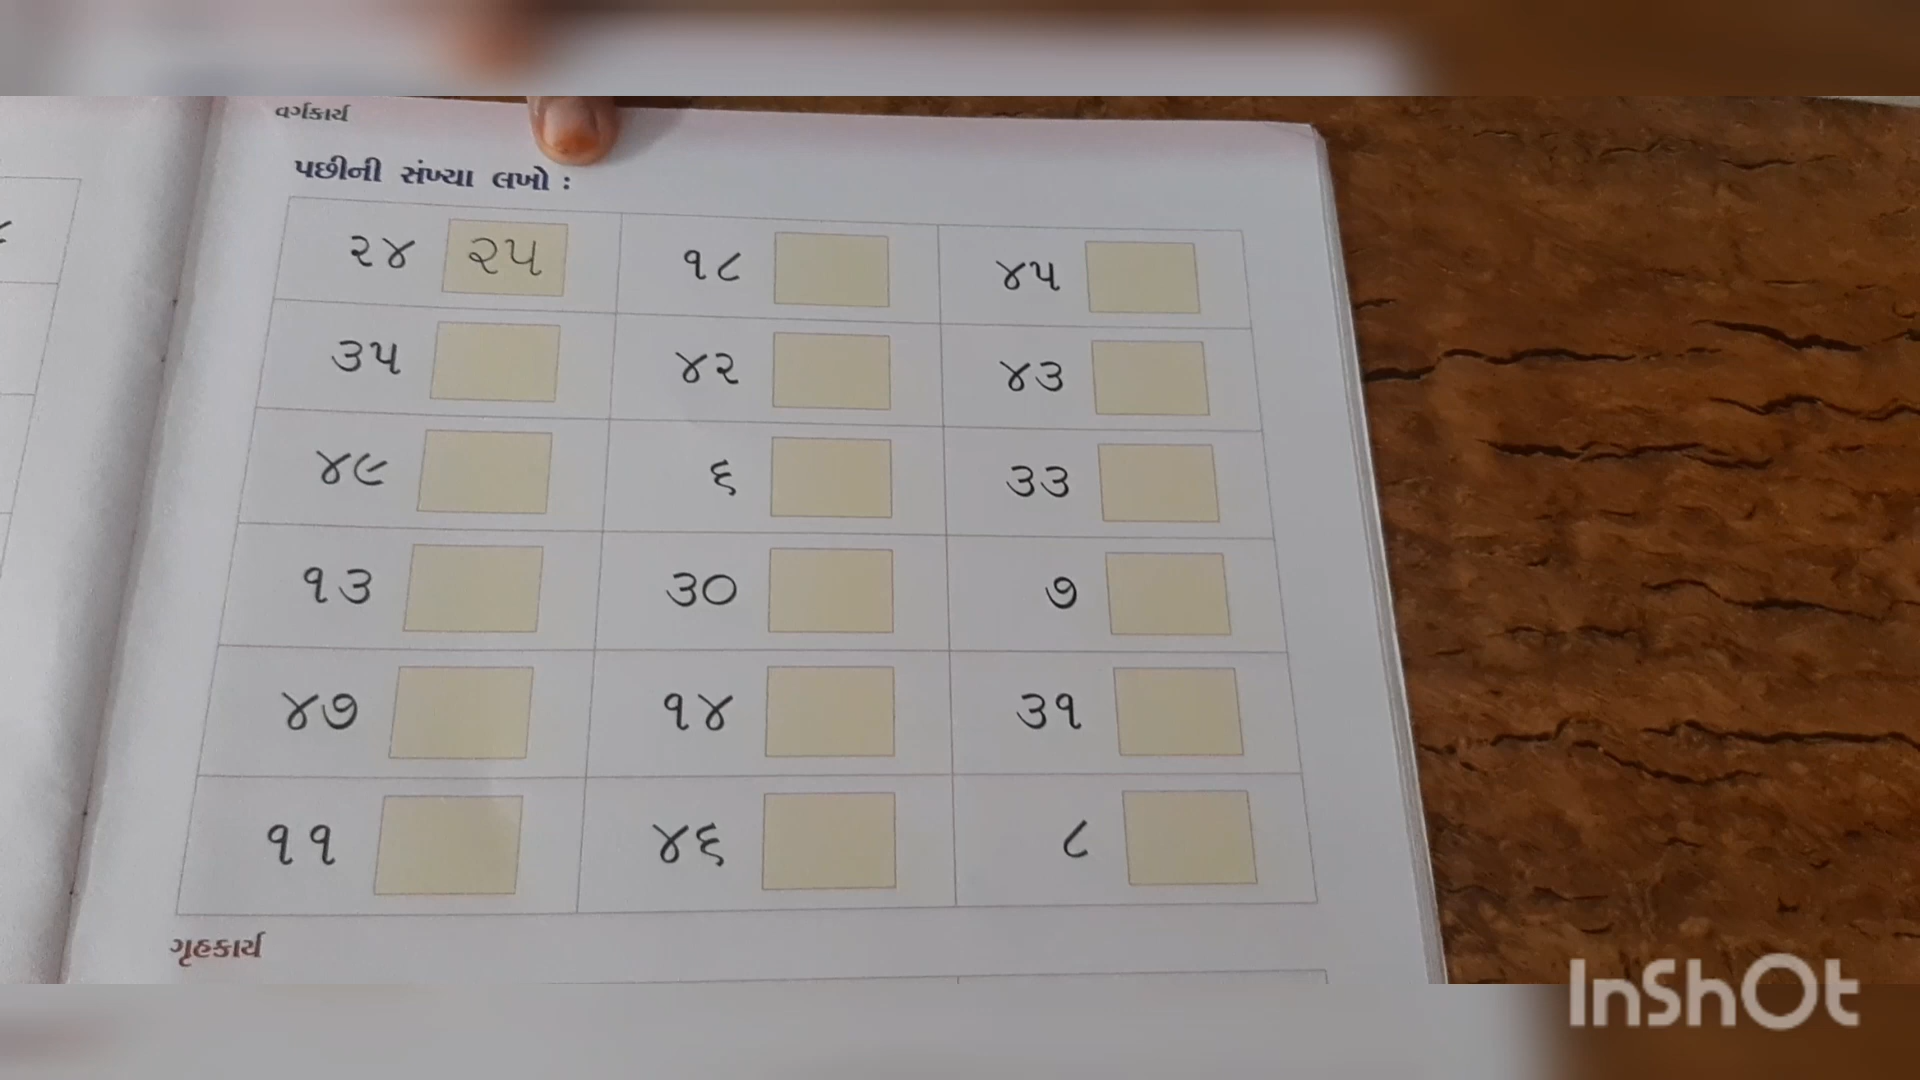 વર્ગકાર્ય
પછીની સંખ્યા લખો :
૨૪ ૨૫ ૧૮ ૪૫
૩૫ ૪૨ ૪૩
૪૯ ૬ ૩૩
૧૩ ૩૦ ૭
૪૭ ૧૪ ૩૧
૧૧ ૪૬ ૮
ગૃહકાર્ય
InShOt